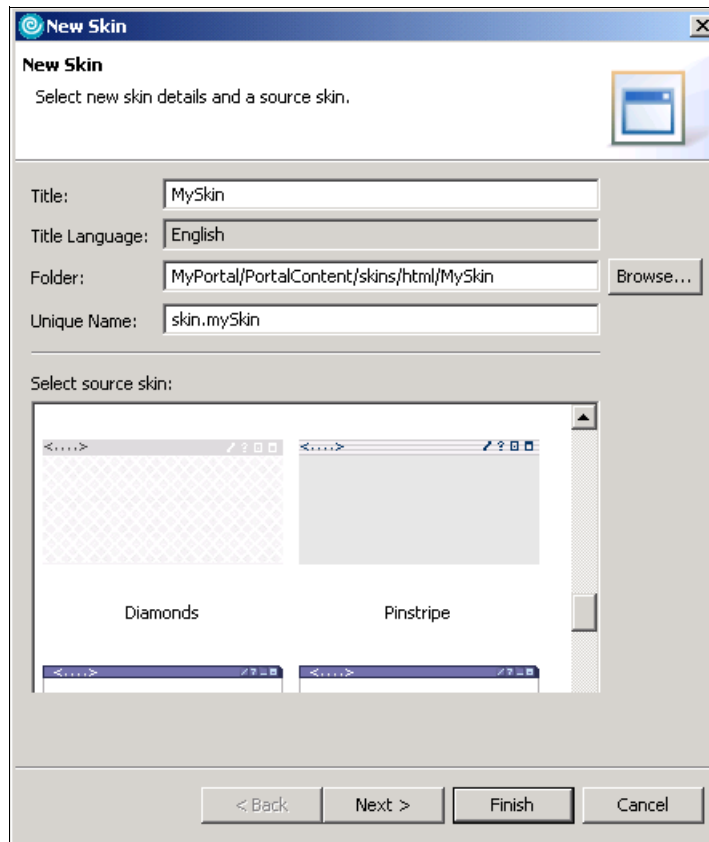 New Skin
New Skin
Select new skin details and a source skin.
Title: MySkin
Title Language: English
Folder: MyPortal/PortalContent/skins/html/MySkin Browse...
Unique Name: skin.mySkin
Select source skin:
<....> <....>
Diamonds Pinstripe
<....> <....>
< Back Next > Finish Cancel